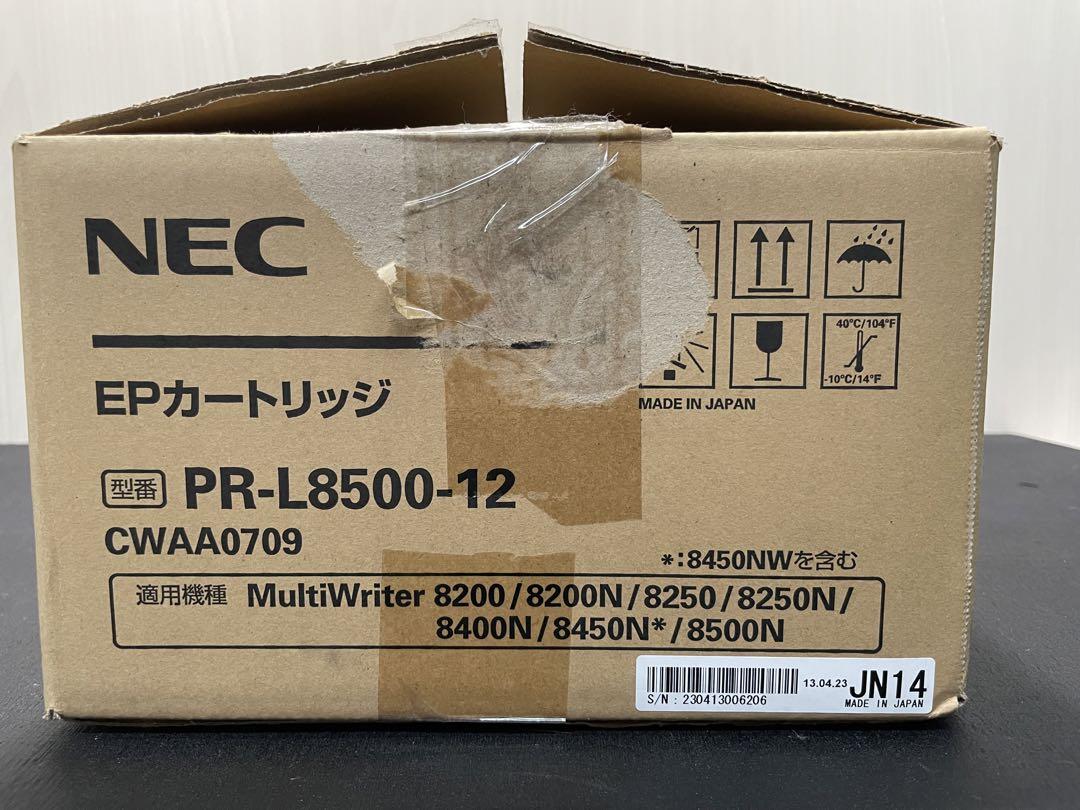 NEC
40°C/104°F
-10°C/14°F
MADE IN JAPAN
EPカートリッジ
型番 PR-L8500-12
CWAA0709
*:8450NWを含む
適用機種 MultiWriter 8200/8200N/8250/8250N/
8400N/8450N*/8500N
13.04.23 JN14
S/N : 230413006206 MADE IN JAPAN